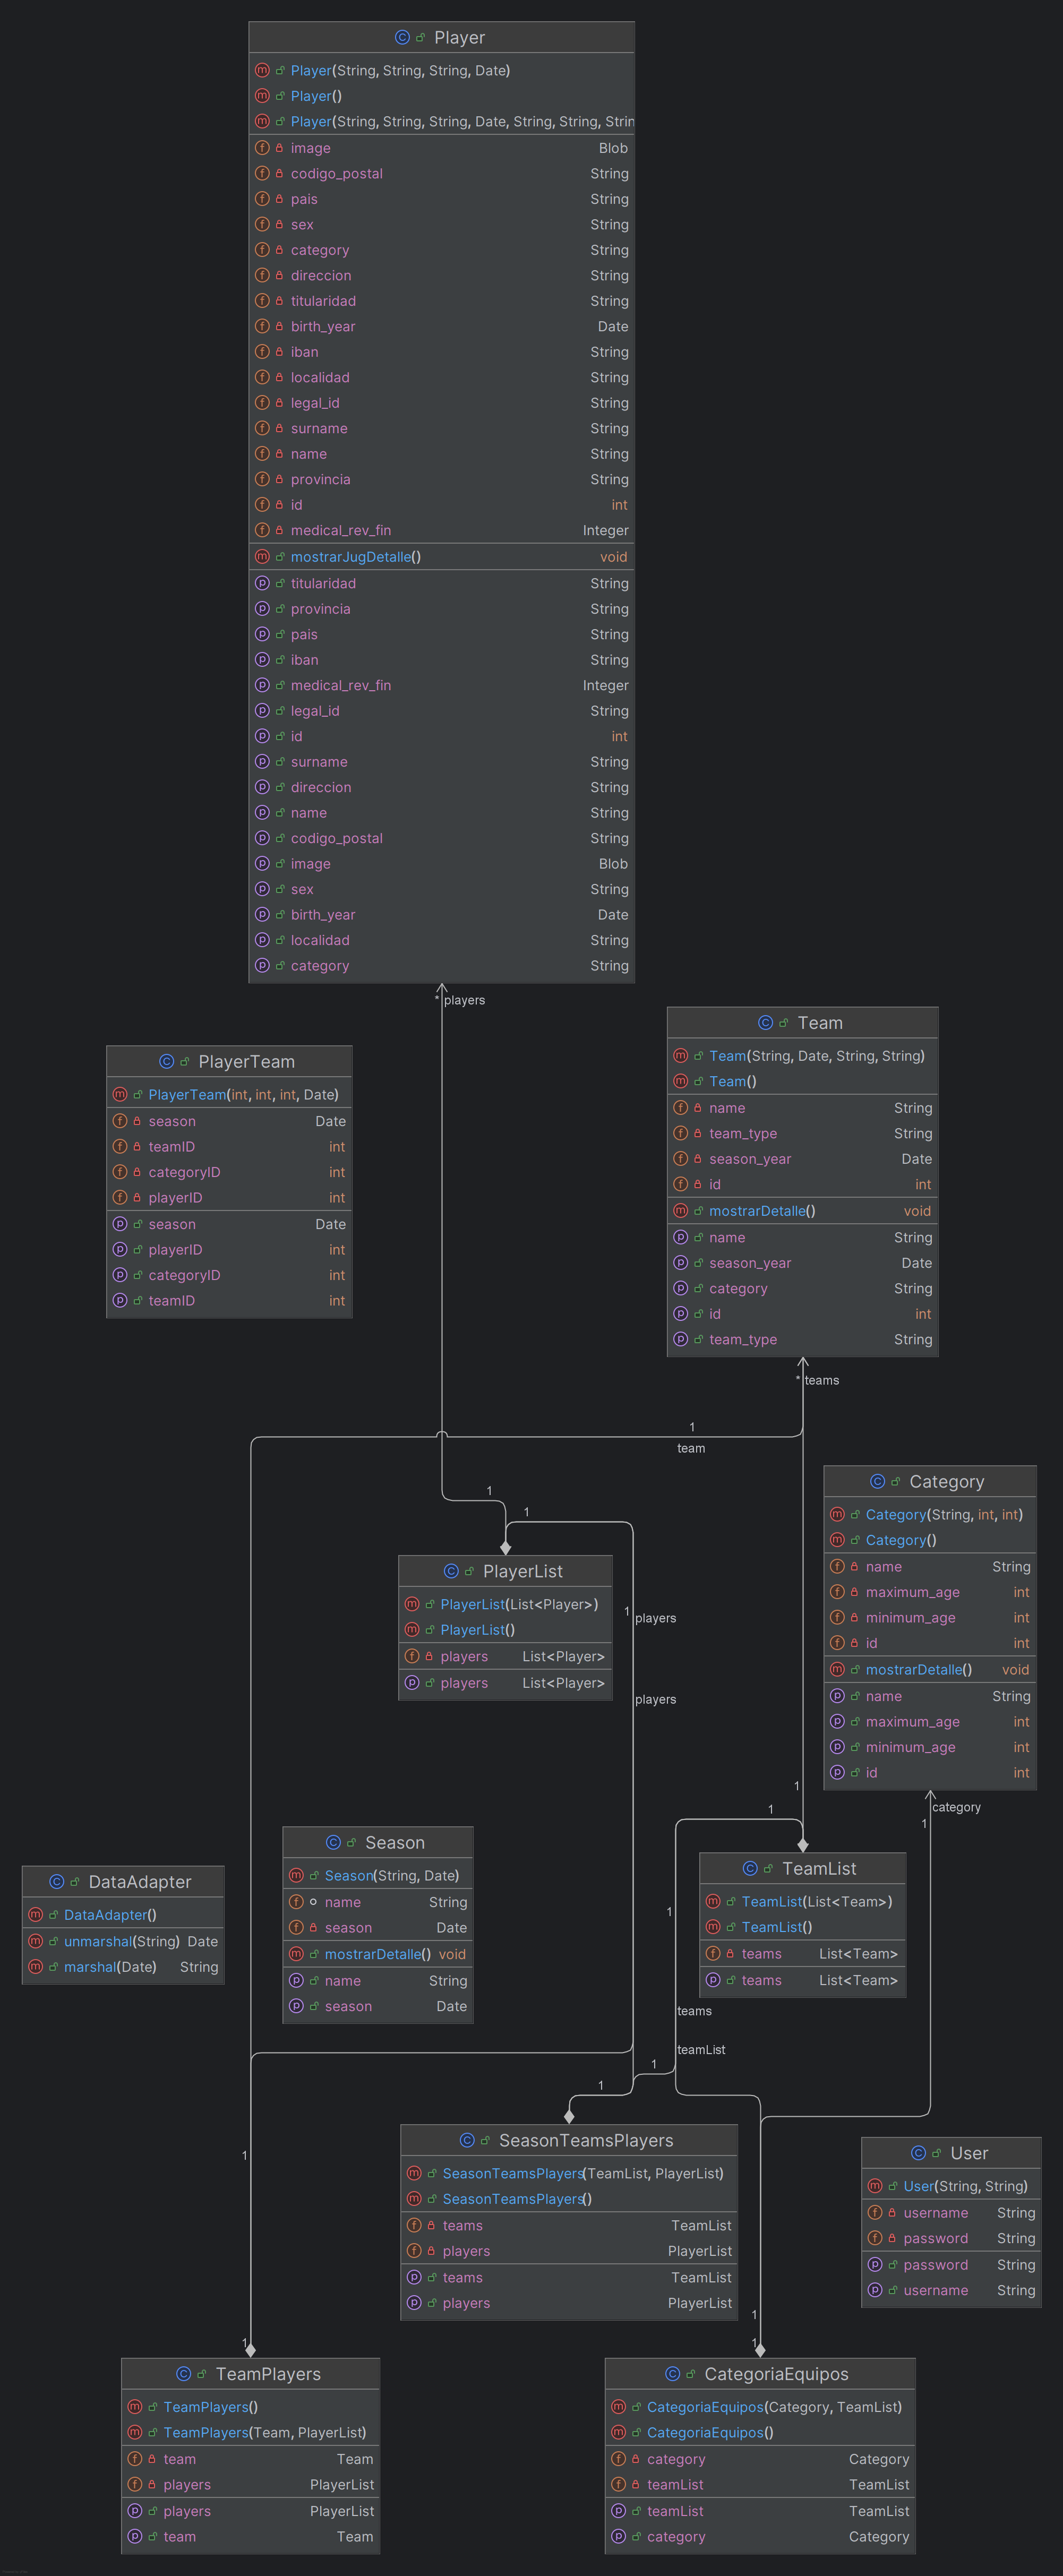 Player
Player(String, String, String, Date)
Player()
Player(String, String, String, Date, String, String, Strin
image Blob
codigo_postal String
pais String
sex String
category String
direccion String
titularidad String
birth_year Date
iban String
localidad String
legal_id String
surname String
name String
provincia String
id int
medical_rev_fin Integer
mostrarJugDetalle() void
titularidad String
provincia String
pais String
iban String
medical_rev_fin Integer
legal_id String
id int
surname String
direccion String
name String
codigo_postal String
image Blob
sex String
birth_year Date
localidad String
category String
* players
PlayerTeam
PlayerTeam(int, int, int, Date)
season Date
teamID int
categoryID int
playerID int
season Date
playerID int
categoryID int
teamID int
Team
Team(String, Date, String, String)
Team()
name String
team_type String
season_year Date
id int
mostrarDetalle() void
name String
season_year Date
category String
id int
team_type String
* teams
1
team
1
1
PlayerList
PlayerList(List<Player>)
PlayerList()
players List<Player>
players List<Player>
1 players
players
Category
Category(String, int, int)
Category()
name String
maximum_age int
minimum_age int
id int
mostrarDetalle() void
name String
maximum_age int
minimum_age int
id int
category
1
1
1
TeamList
TeamList(List<Team>)
TeamList()
teams List<Team>
teams List<Team>
1
teams
teamList
1
1
Season
Season(String, Date)
name String
season Date
mostrarDetalle() void
name String
season Date
DataAdapter
DataAdapter()
unmarshal(String) Date
marshal(Date) String
SeasonTeamsPlayers
SeasonTeamsPlayers(TeamList, PlayerList)
SeasonTeamsPlayers()
teams TeamList
players PlayerList
teams TeamList
players PlayerList
User
User(String, String)
username String
password String
password String
username String
1
1
TeamPlayers
TeamPlayers()
TeamPlayers(Team, PlayerList)
team Team
players PlayerList
players PlayerList
team Team
1
1
CategoriaEquipos
CategoriaEquipos(Category, TeamList)
CategoriaEquipos()
category Category
teamList TeamList
teamList TeamList
category Category